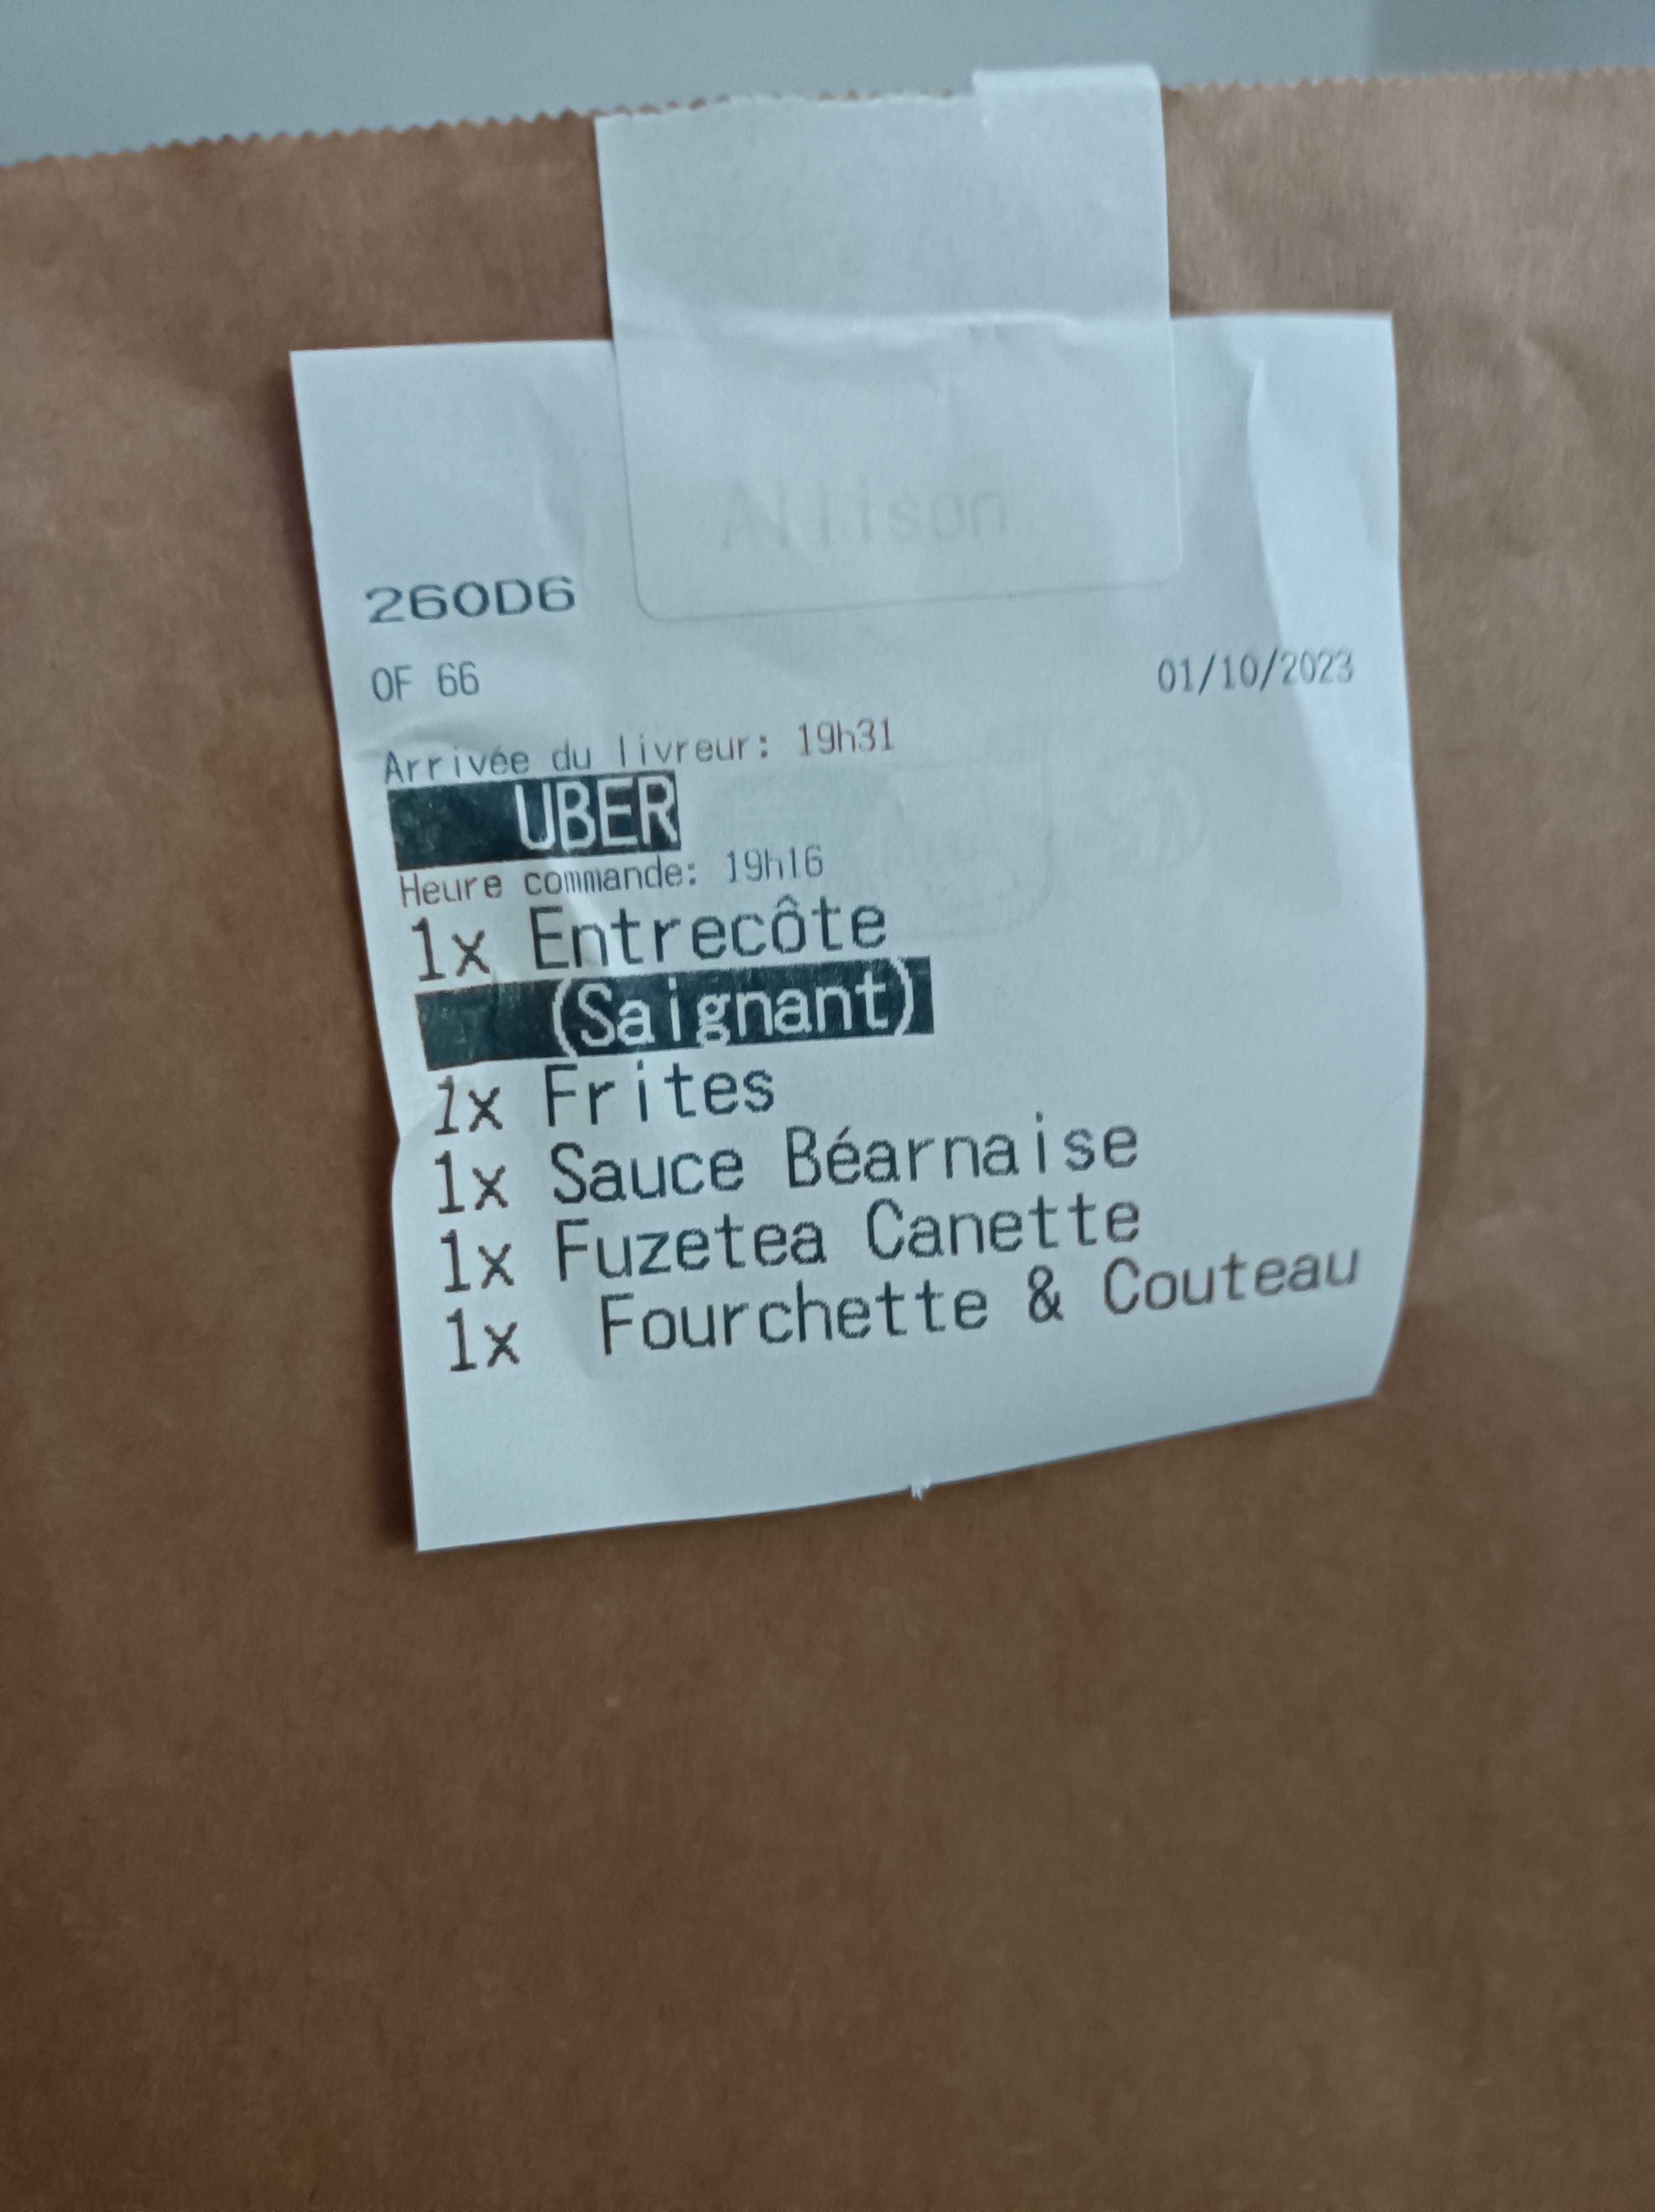 Allison
260D6
OF 66 01/10/2023
Arrivée du livreur: 19h31
UBER
Heure commande: 19h16
1x Entrecôte
(Saignant)
1x Frites
1x Sauce Béarnaise
1x Fuzetea Canette
1x Fourchette & Couteau